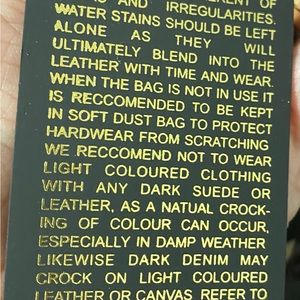 AND IRREGULARITIES.
WATER STAINS SHOULD BE LEFT
ALONE AS THEY WILL
ULTIMATELY BLEND INTO THE
LEATHER WITH TIME AND WEAR.
WHEN THE BAG IS NOT IN USE IT
IS RECCOMENDED TO BE KEPT
IN SOFT DUST BAG TO PROTECT
HARDWEAR FROM SCRATCHING
WE RECCOMEND NOT TO WEAR
LIGHT COLOURED CLOTHING
WITH ANY DARK SUEDE OR
LEATHER, AS A NATUAL CROCK-
ING OF COLOUR CAN OCCUR,
ESPECIALLY IN DAMP WEATHER
LIKEWISE DARK DENIM MAY
CROCK ON LIGHT COLOURED
LEATHER OR CANVAS. REFER TO